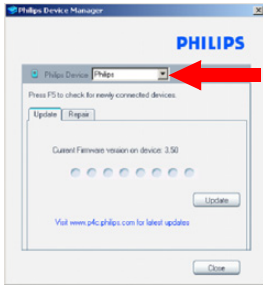 Philips Device Manager
PHILIPS
Philips Device Philips
Press F5 to check for newly connected devices.
Update Repair
Current Firmware version on device: 3.50
Update
Visit www.p4c.philips.com for latest updates
Close